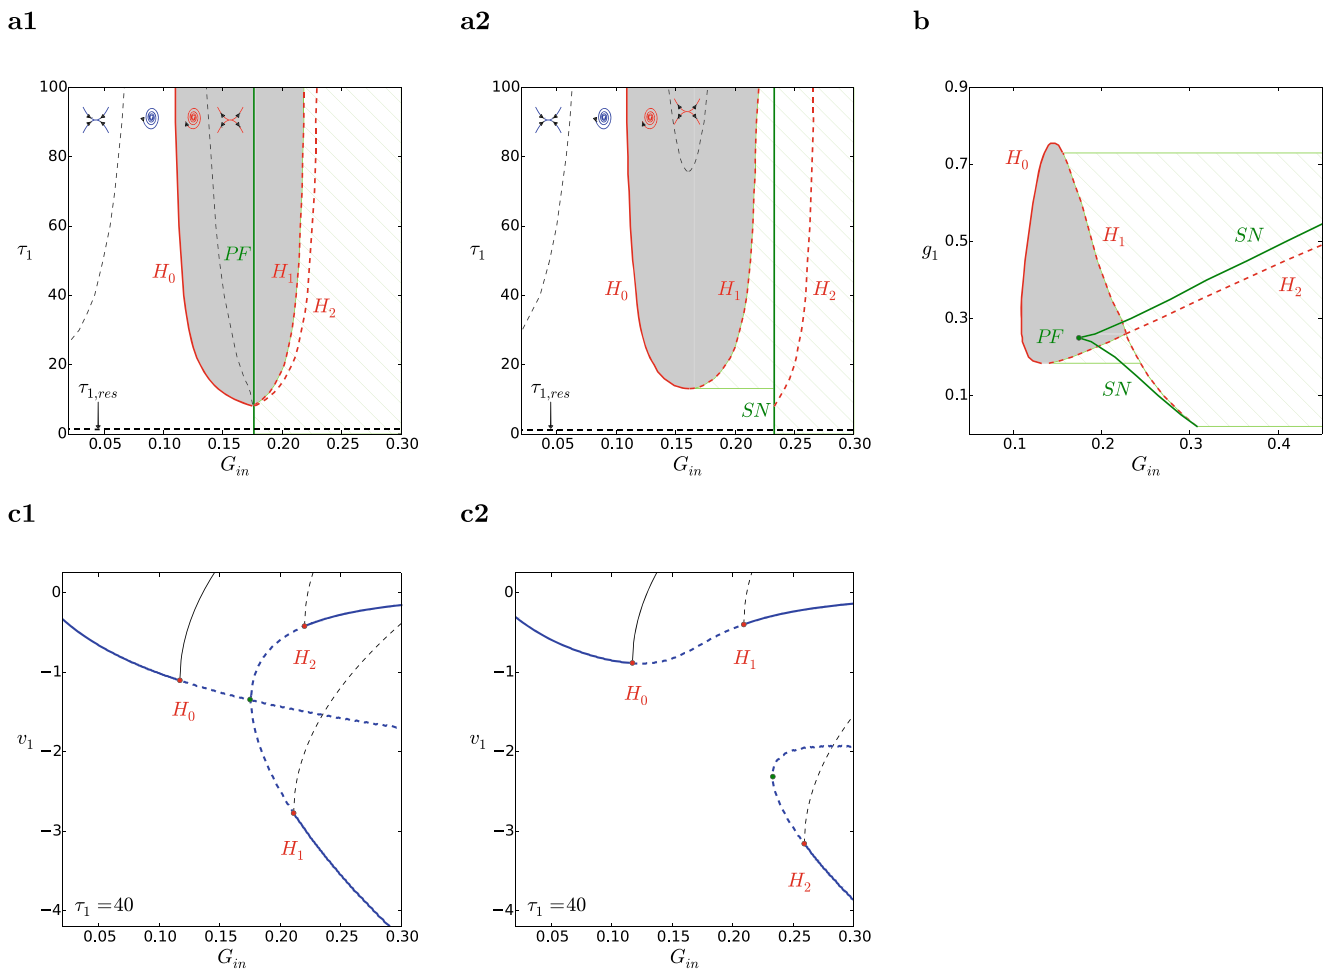 a1
100
80
60
40
20
0
τ1
H0
PF
H1
H2
τ1,res
0.05
0.10
0.15
0.20
0.25
0.30
Gin
a2
100
80
60
40
20
0
τ1
H0
H1
H2
SN
τ1,res
0.05
0.10
0.15
0.20
0.25
0.30
Gin
b
0.9
0.7
0.5
0.3
0.1
g1
H0
H1
SN
H2
PF
SN
0.1
0.2
0.3
0.4
Gin
c1
0
−1
−2
−3
−4
v1
H0
H2
H1
τ1 = 40
0.05
0.10
0.15
0.20
0.25
0.30
Gin
c2
0
−1
−2
−3
−4
v1
H0
H1
H2
τ1 = 40
0.05
0.10
0.15
0.20
0.25
0.30
Gin